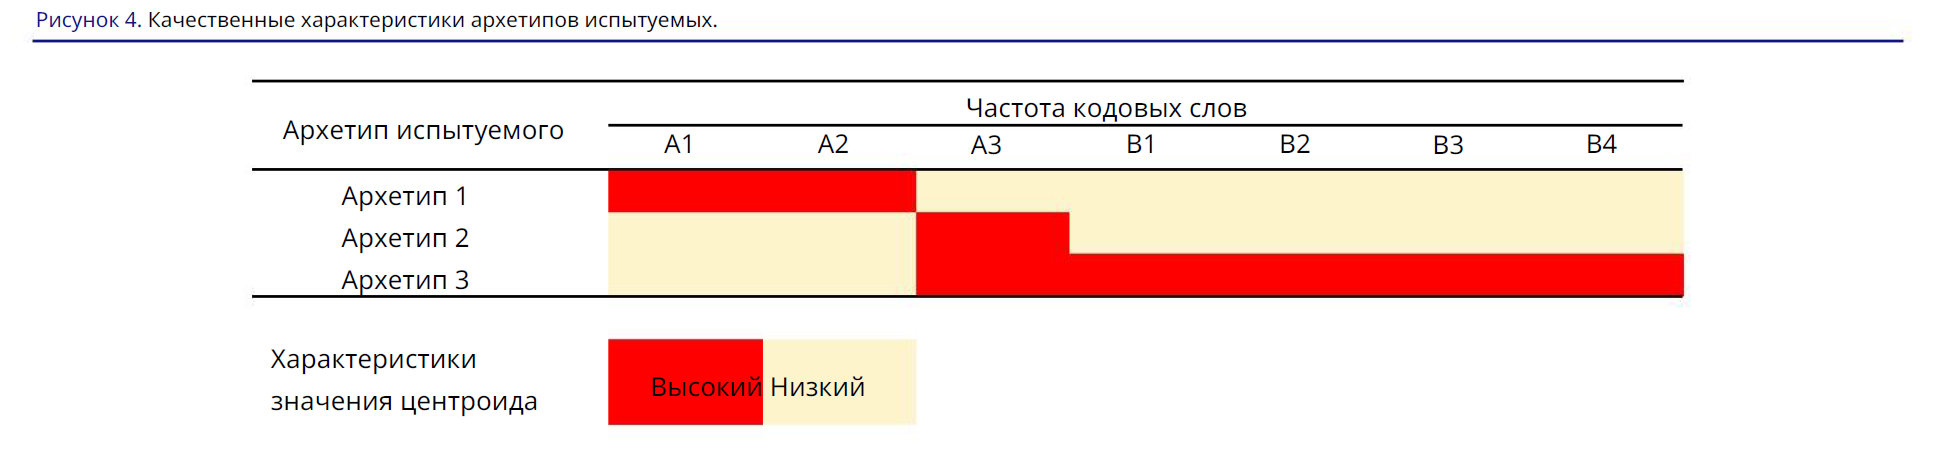 Рисунок 4. Качественные характеристики архетипов испытуемых.
Частота кодовых слов
Архетип испытуемого
A1 A2 A3 B1 B2 B3 B4
Архетип 1
Архетип 2
Архетип 3
Характеристики
значения центроида
Высокий Низкий